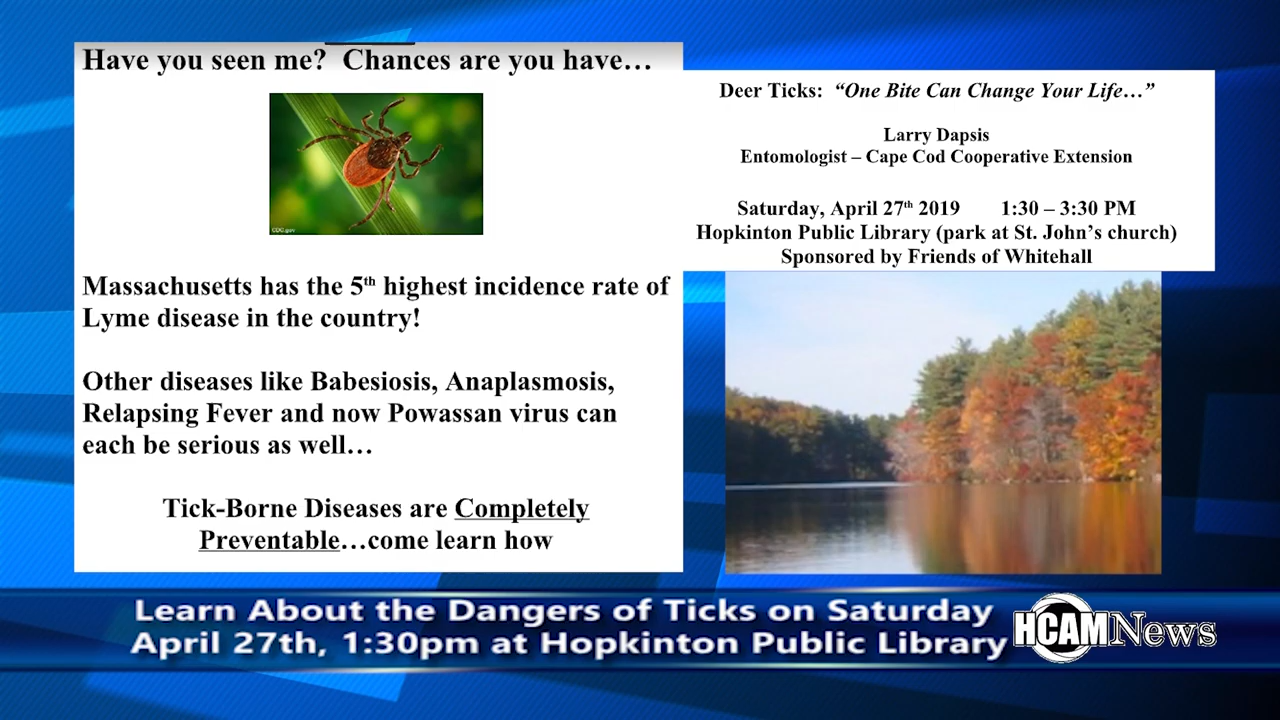 Have you seen me?  Chances are you have…
CDC.gov
Massachusetts has the 5th highest incidence rate of
Lyme disease in the country!
Other diseases like Babesiosis, Anaplasmosis,
Relapsing Fever and now Powassan virus can
each be serious as well…
Tick-Borne Diseases are Completely
Preventable…come learn how
Deer Ticks:  “One Bite Can Change Your Life…”
Larry Dapsis
Entomologist – Cape Cod Cooperative Extension
Saturday, April 27th 2019 1:30 – 3:30 PM
Hopkinton Public Library (park at St. John’s church)
Sponsored by Friends of Whitehall
Learn About the Dangers of Ticks on Saturday
April 27th, 1:30pm at Hopkinton Public Library
HCAM News